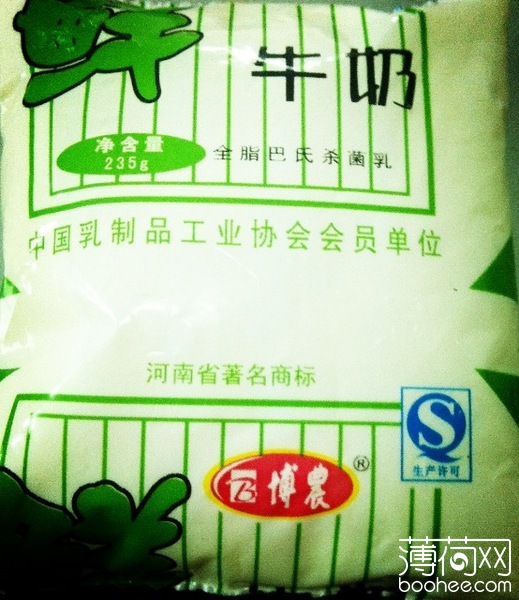 鲜牛奶
净含量
235g
全脂巴氏杀菌乳
中国乳制品工业协会会员单位
河南省著名商标
博農®
生产许可
薄荷网
boohee.com